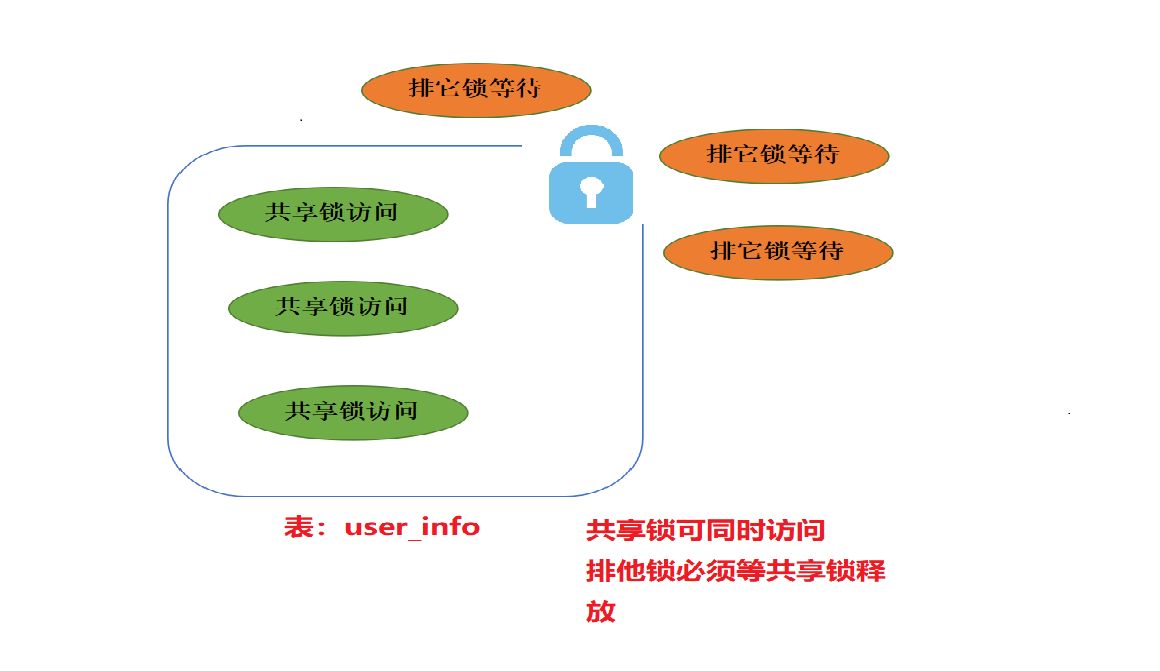 排它锁等待
排它锁等待
共享锁访问
排它锁等待
共享锁访问
共享锁访问
表：user_info
共享锁可同时访问
排他锁必须等共享锁释
放